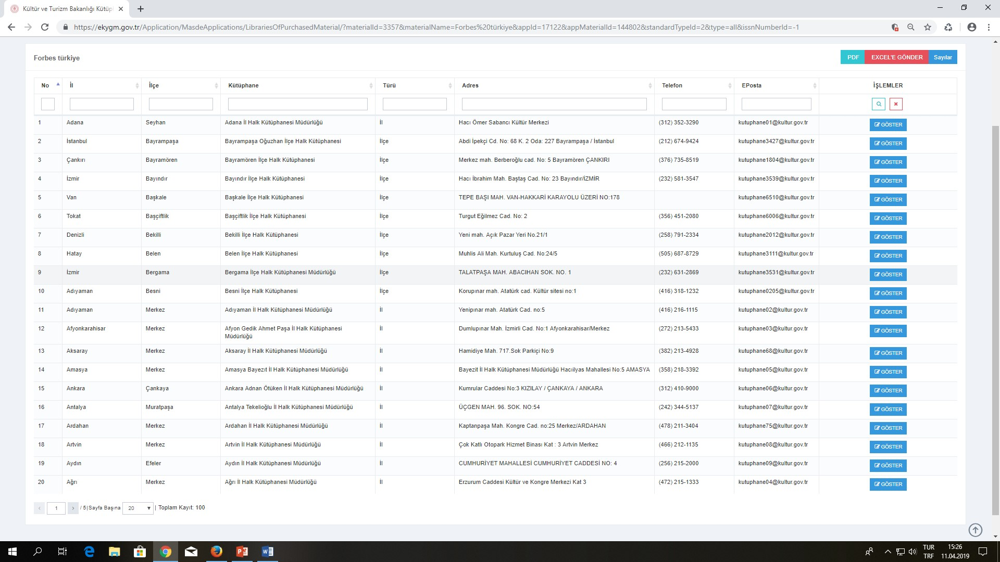 Kültür ve Turizm Bakanlığı Kütüp
https://ekygm.gov.tr/Application/MasdeApplications/LibrariesOfPurchasedMaterial/?materialId=3357&materialName=Forbes%20türkiye&appId=17122&appMaterialId=144802&standardTypeId=2&type=all&issnNumberId=-1
Forbes türkiye
PDF EXCEL'E GÖNDER Sayılar
No İl İlçe Kütüphane Türü Adres Telefon EPosta İŞLEMLER
1 Adana Seyhan Adana İl Halk Kütüphanesi Müdürlüğü İl Hacı Ömer Sabancı Kültür Merkezi (312) 352-3290 kutuphane01@kultur.gov.tr GÖSTER
2 İstanbul Bayrampaşa Bayrampaşa Oğuzhan İlçe Halk Kütüphanesi İlçe Abdi İpekçi Cd. No: 68 K. 2 Oda: 227 Bayrampaşa / İstanbul (212) 674-9424 kutuphane3427@kultur.gov.tr GÖSTER
3 Çankırı Bayramören Bayramören İlçe Halk Kütüphanesi İlçe Merkez mah. Berberoğlu cad. No: 5 Bayramören ÇANKIRI (376) 735-8519 kutuphane1804@kultur.gov.tr GÖSTER
4 İzmir Bayındır Bayındır İlçe Halk Kütüphanesi İlçe Hacı İbrahim Mah. Baştaş Cad. No: 23 Bayındır/İZMİR (232) 581-3547 kutuphane3539@kultur.gov.tr GÖSTER
5 Van Başkale Başkale İlçe Halk Kütüphanesi İlçe TEPE BAŞI MAH. VAN-HAKKARİ KARAYOLU ÜZERİ NO:178 kutuphane6510@kultur.gov.tr GÖSTER
6 Tokat Başçiftlik Başçiftlik İlçe Halk Kütüphanesi İlçe Turgut Eğilmez Cad. No: 2 (356) 451-2080 kutuphane6006@kultur.gov.tr GÖSTER
7 Denizli Bekilli Bekilli İlçe Halk Kütüphanesi İlçe Yeni mah. Açık Pazar Yeri No.21/1 (258) 791-2334 kutuphane2012@kultur.gov.tr GÖSTER
8 Hatay Belen Belen İlçe Halk Kütüphanesi İlçe Muhlis Ali Mah. Kurtuluş Cad. No:24/5 (505) 687-8729 kutuphane3111@kultur.gov.tr GÖSTER
9 İzmir Bergama Bergama İlçe Halk Kütüphanesi Müdürlüğü İlçe TALATPAŞA MAH. ABACIHAN SOK. NO. 1 (232) 631-2869 kutuphane3531@kultur.gov.tr GÖSTER
10 Adıyaman Besni Besni İlçe Halk Kütüphanesi İlçe Korupınar mah. Atatürk cad. Kültür sitesi no:1 (416) 318-1232 kutuphane0205@kultur.gov.tr GÖSTER
11 Adıyaman Merkez Adıyaman İl Halk Kütüphanesi Müdürlüğü İl Yenipınar mah. Atatürk Cad. no:5 (416) 216-1115 kutuphane02@kultur.gov.tr GÖSTER
12 Afyonkarahisar Merkez Afyon Gedik Ahmet Paşa İl Halk Kütüphanesi İl Dumlupınar Mah. İzmirli Cad. No:1 Afyonkarahisar/Merkez (272) 213-5433 kutuphane03@kultur.gov.tr GÖSTER
Müdürlüğü
13 Aksaray Merkez Aksaray İl Halk Kütüphanesi Müdürlüğü İl Hamidiye Mah. 717.Sok Parkiçi No:9 (382) 213-4928 kutuphane68@kultur.gov.tr GÖSTER
14 Amasya Merkez Amasya Bayezıt İl Halk Kütüphanesi Müdürlüğü İl Bayezit İl Halk Kütüphanesi Müdürlüğü Hacıilyas Mahallesi No:5 AMASYA (358) 218-3392 kutuphane05@kultur.gov.tr GÖSTER
15 Ankara Çankaya Ankara Adnan Ötüken İl Halk Kütüphanesi Müdürlüğü İl Kumrular Caddesi No:3 KIZILAY / ÇANKAYA / ANKARA (312) 410-9000 kutuphane06@kultur.gov.tr GÖSTER
16 Antalya Muratpaşa Antalya Tekelioğlu İl Halk Kütüphanesi Müdürlüğü İl ÜÇGEN MAH. 96. SOK. NO:54 (242) 344-5137 kutuphane07@kultur.gov.tr GÖSTER
17 Ardahan Merkez Ardahan İl Halk Kütüphanesi Müdürlüğü İl Kaptanpaşa Mah. Kongre Cad. no:25 Merkez/ARDAHAN (478) 211-3404 kutuphane75@kultur.gov.tr GÖSTER
18 Artvin Merkez Artvin İl Halk Kütüphanesi Müdürlüğü İl Çok Katlı Otopark Hizmet Binası Kat : 3 Artvin Merkez (466) 212-1135 kutuphane08@kultur.gov.tr GÖSTER
19 Aydın Efeler Aydın İl Halk Kütüphanesi Müdürlüğü İl CUMHURİYET MAHALLESİ CUMHURİYET CADDESİ NO: 4 (256) 215-2000 kutuphane09@kultur.gov.tr GÖSTER
20 Ağrı Merkez Ağrı İl Halk Kütüphanesi Müdürlüğü İl Erzurum Caddesi Kültür ve Kongre Merkezi Kat 3 (472) 215-1333 kutuphane04@kultur.gov.tr GÖSTER
1 / 5|Sayfa Başına 20 | Toplam Kayıt: 100
TUR 15:26
TRF 11.04.2019